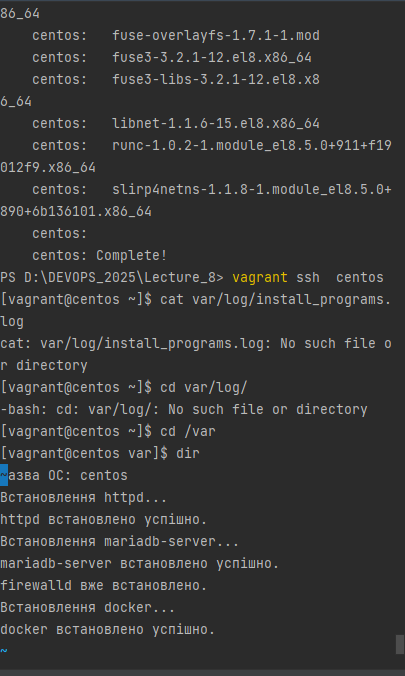 86_64
    centos:   fuse-overlayfs-1.7.1-1.mod
    centos:   fuse3-3.2.1-12.el8.x86_64
    centos:   fuse3-libs-3.2.1-12.el8.x8
6_64
    centos:   libnet-1.1.6-15.el8.x86_64
    centos:   runc-1.0.2-1.module_el8.5.0+911+f19
012f9.x86_64
    centos:   slirp4netns-1.1.8-1.module_el8.5.0+
890+6b136101.x86_64
    centos:
    centos: Complete!
PS D:\DEVOPS_2025\Lecture_8> vagrant ssh  centos
[vagrant@centos ~]$ cat var/log/install_programs.
log
cat: var/log/install_programs.log: No such file o
r directory
[vagrant@centos ~]$ cd var/log/
-bash: cd: var/log/: No such file or directory
[vagrant@centos ~]$ cd /var
[vagrant@centos var]$ dir
~азва ОС: centos
Встановлення httpd...
httpd встановлено успішно.
Встановлення mariadb-server...
mariadb-server встановлено успішно.
firewalld вже встановлено.
Встановлення docker...
docker встановлено успішно.
~